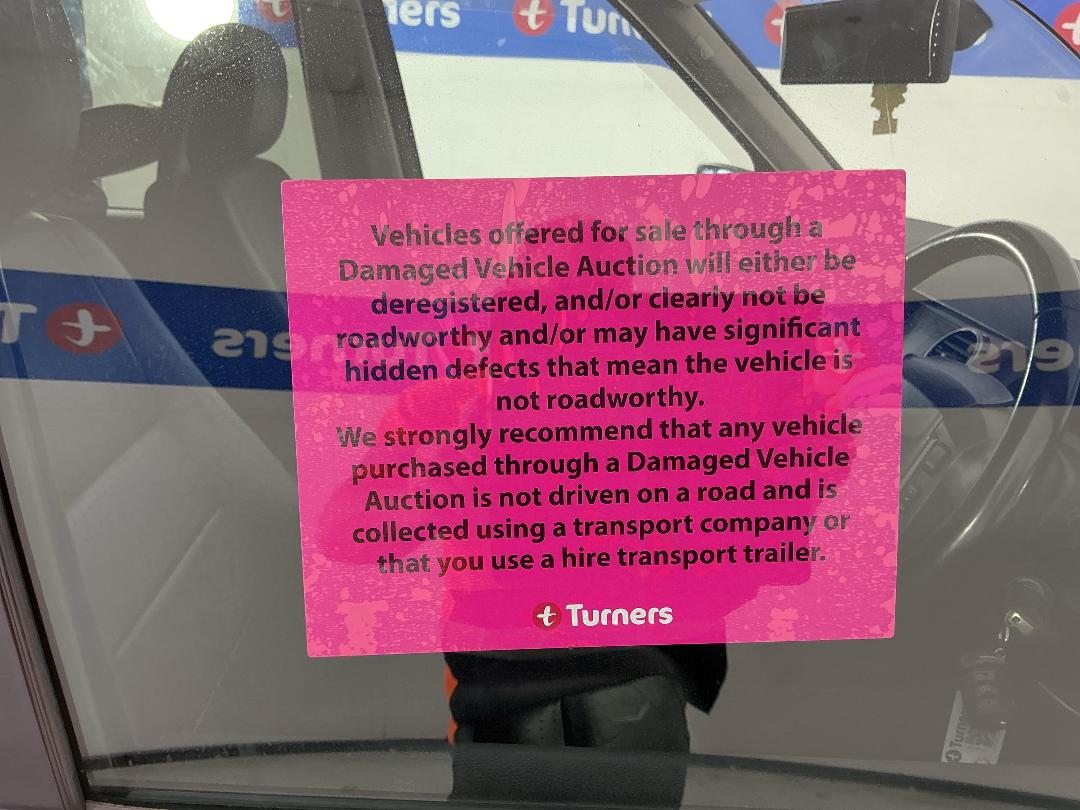 rners
Turn
Vehicles offered for sale through a
Damaged Vehicle Auction will either be
deregistered, and/or clearly not be
roadworthy and/or may have significant
hidden defects that mean the vehicle is
not roadworthy.
We strongly recommend that any vehicle
purchased through a Damaged Vehicle
Auction is not driven on a road and is
collected using a transport company or
that you use a hire transport trailer.
Turners
Turners